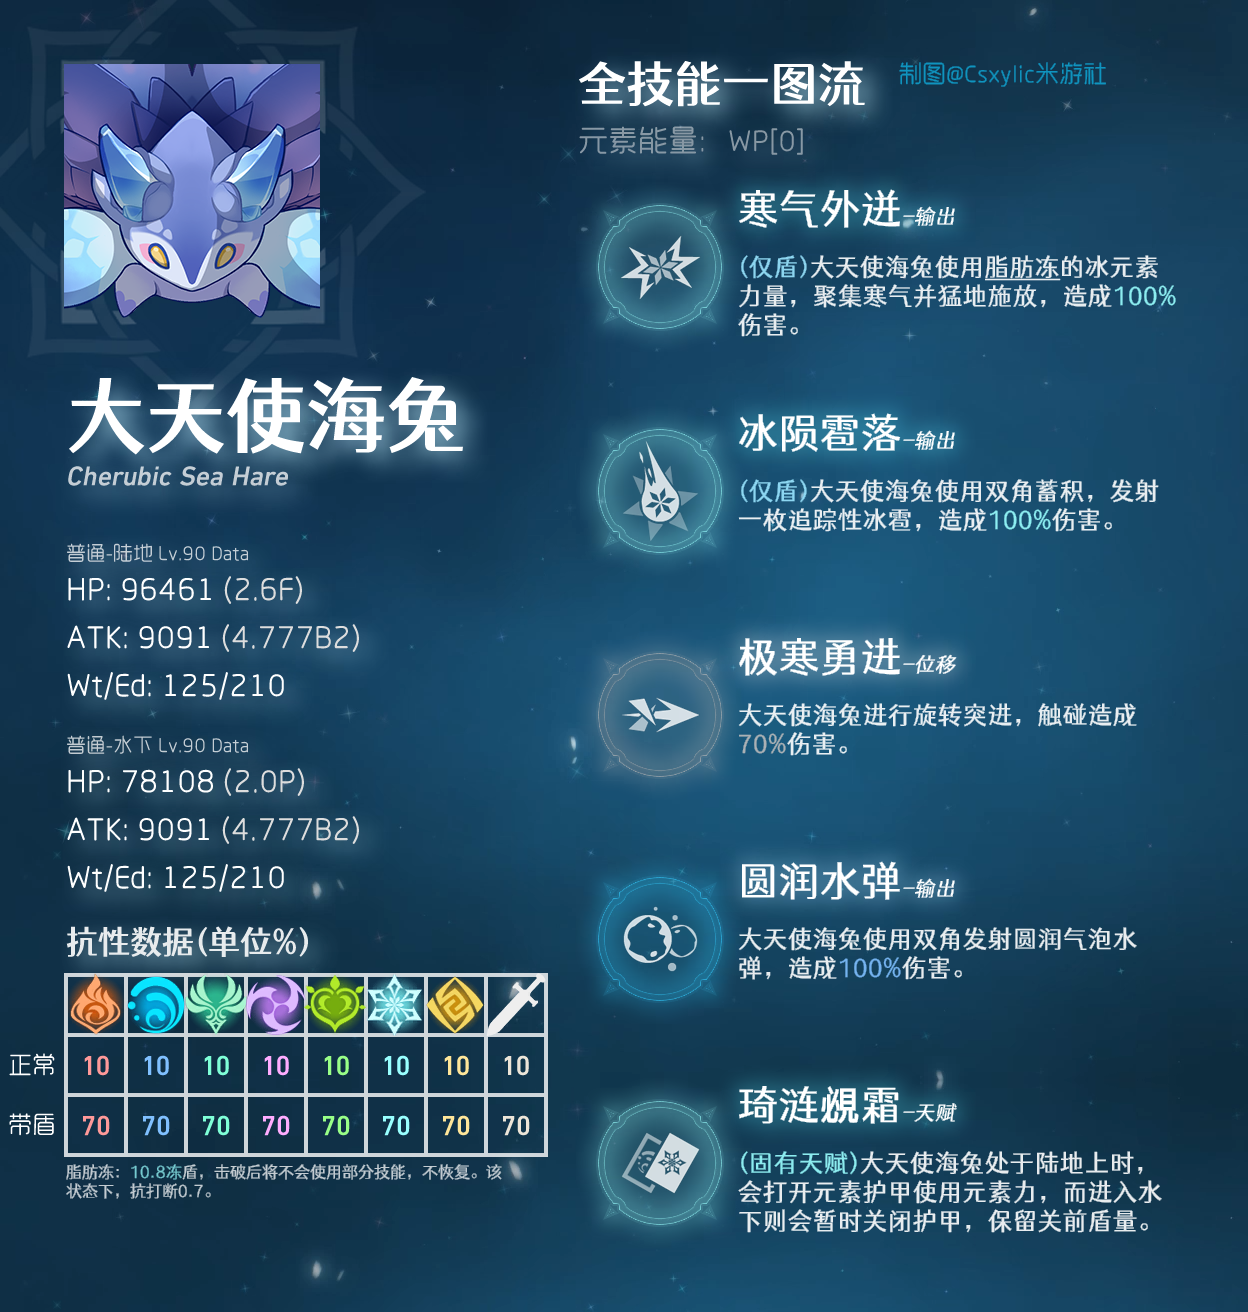 全技能一图流
制图@Csxylic米游社
元素能量： WP[0]
大天使海兔
Cherubic Sea Hare
普通-陆地 Lv.90 Data
HP: 96461 (2.6F)
ATK: 9091 (4.777B2)
Wt/Ed: 125/210
普通-水下 Lv.90 Data
HP: 78108 (2.0P)
ATK: 9091 (4.777B2)
Wt/Ed: 125/210
抗性数据(单位%)
正常 10 10 10 10 10 10 10 10
带盾 70 70 70 70 70 70 70 70
脂肪冻：10.8冻盾，击破后将不会使用部分技能，不恢复。该
状态下，抗打断0.7。
寒气外迸-输出
(仅盾)大天使海兔使用脂肪冻的冰元素
力量，聚集寒气并猛地施放，造成100%
伤害。
冰陨雹落-输出
(仅盾)大天使海兔使用双角蓄积，发射
一枚追踪性冰雹，造成100%伤害。
极寒勇进-位移
大天使海兔进行旋转突进，触碰造成
70%伤害。
圆润水弹-输出
大天使海兔使用双角发射圆润气泡水
弹，造成100%伤害。
琦涟覤霜-天赋
(固有天赋)大天使海兔处于陆地上时，
会打开元素护甲使用元素力，而进入水
下则会暂时关闭护甲，保留关前盾量。